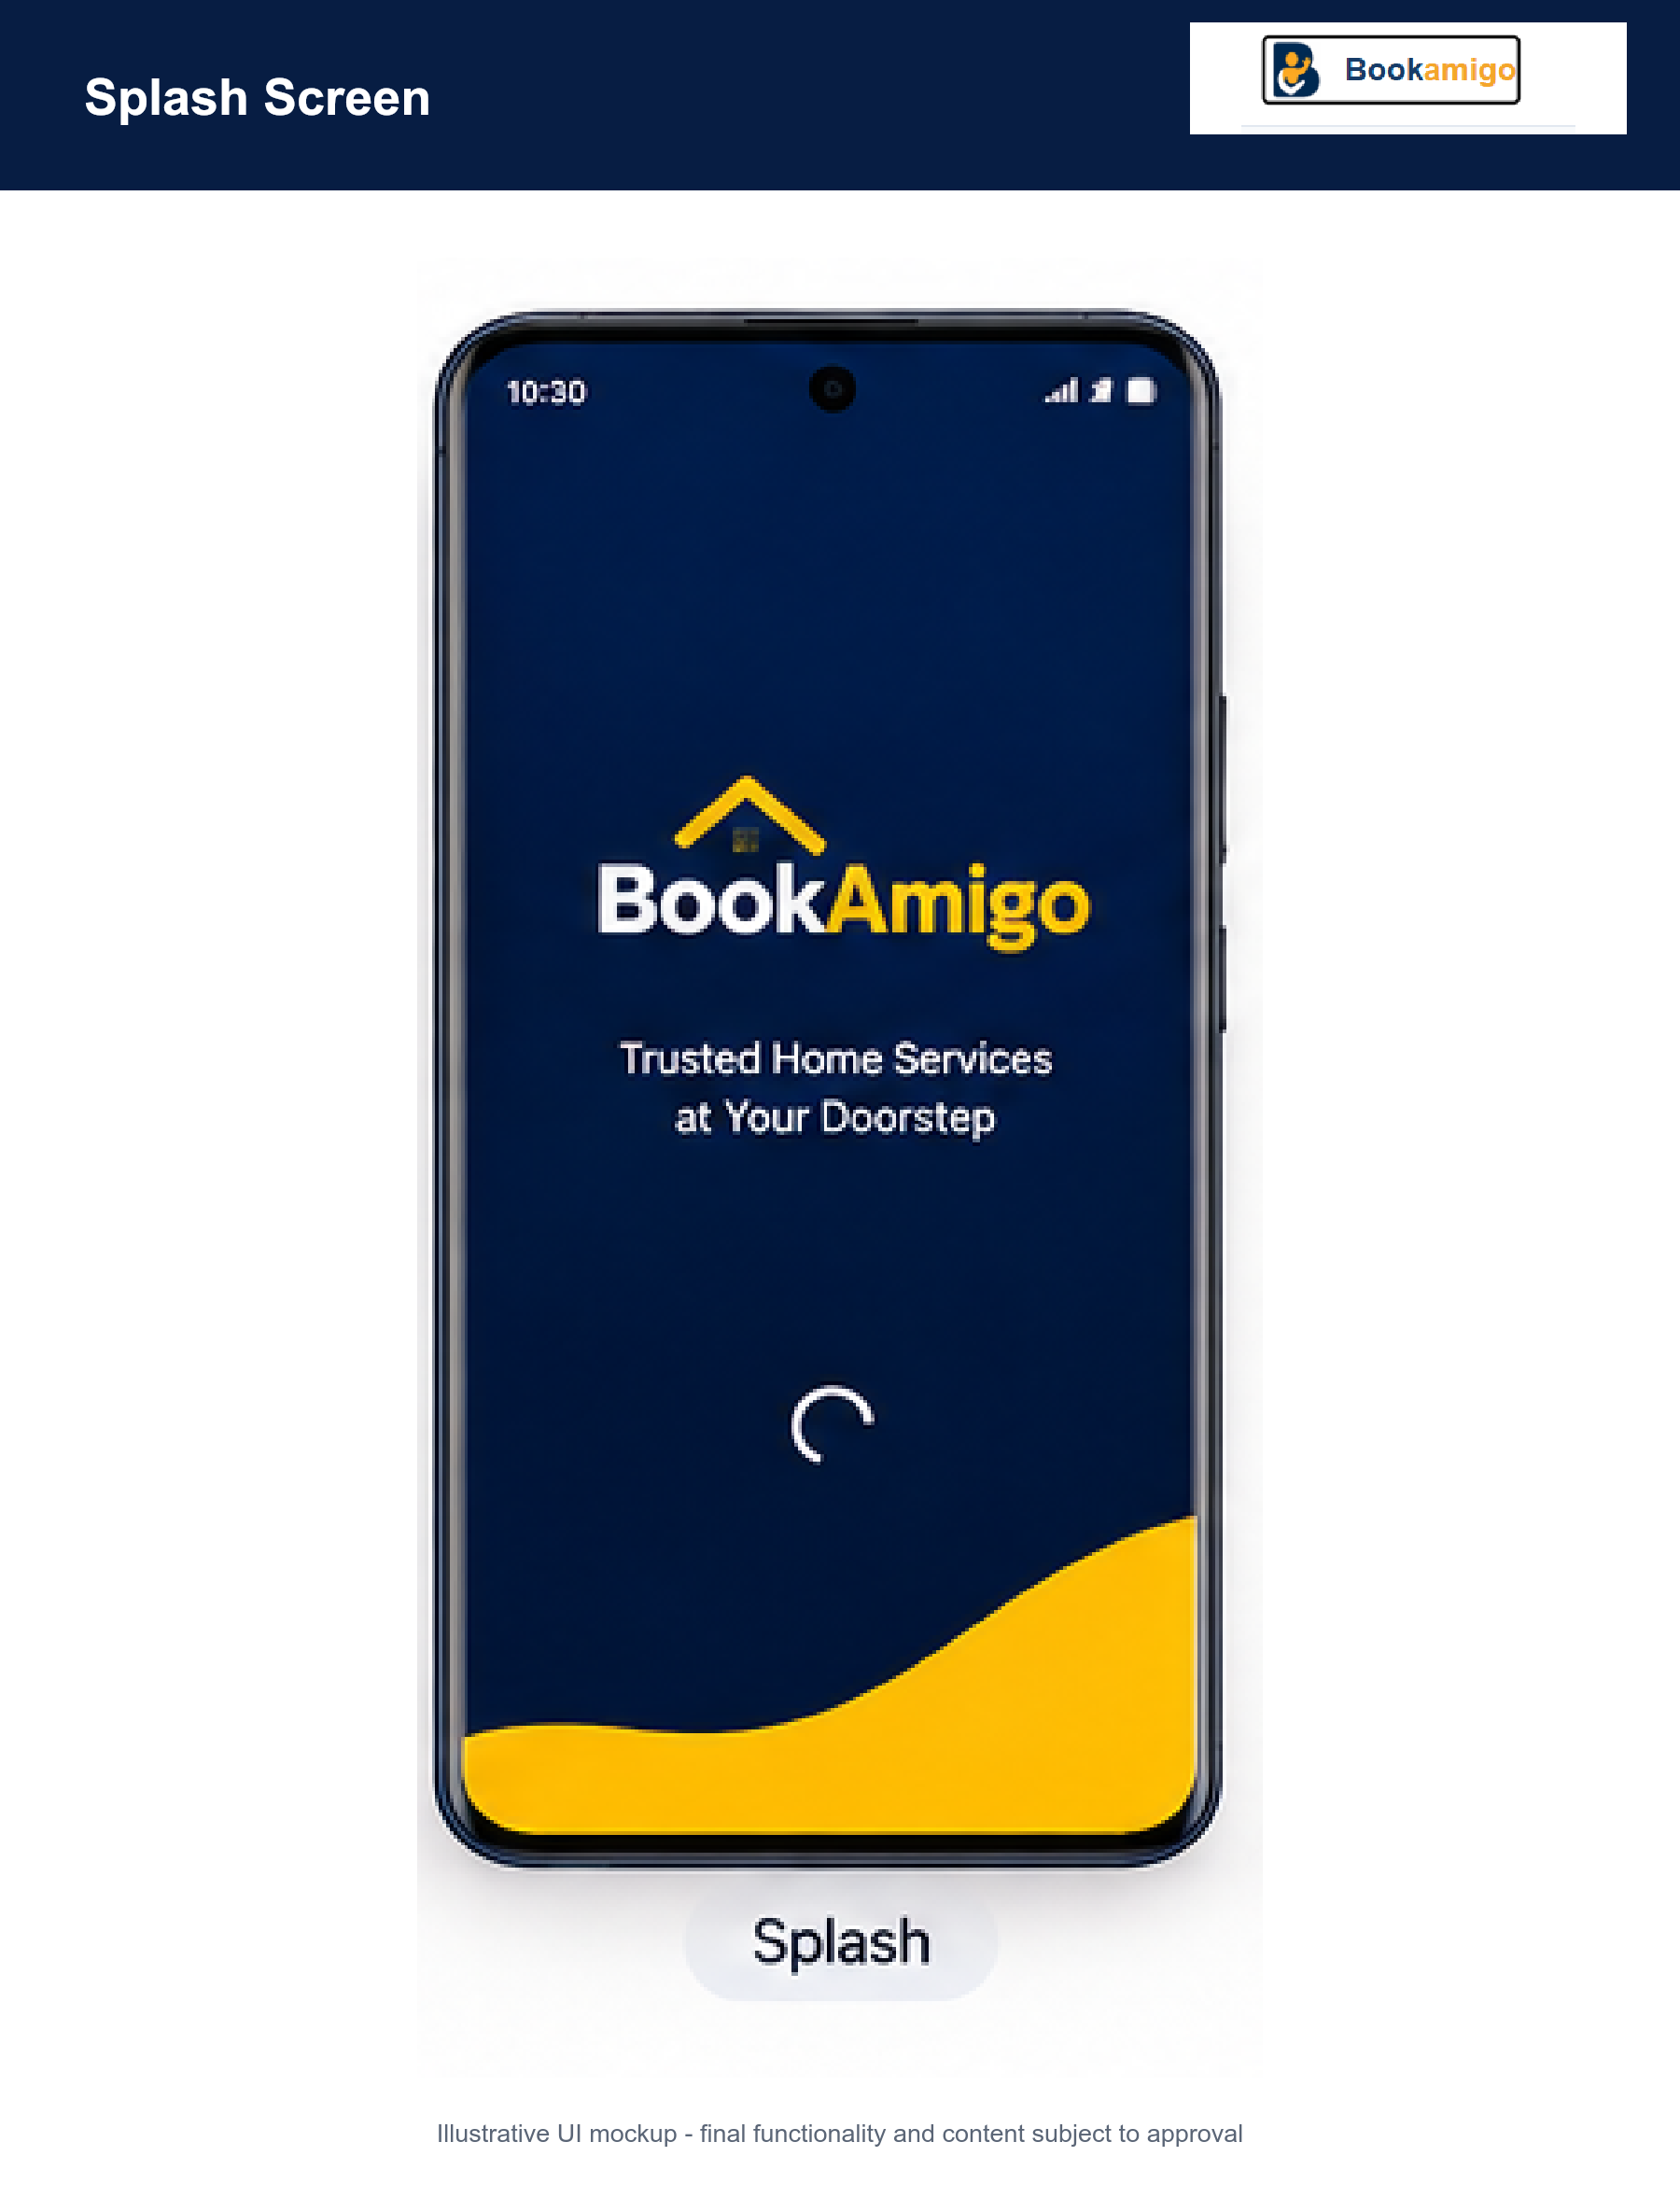 Splash Screen
Bookamigo
10:30
BookAmigo
Trusted Home Services
at Your Doorstep
Splash
Illustrative UI mockup - final functionality and content subject to approval